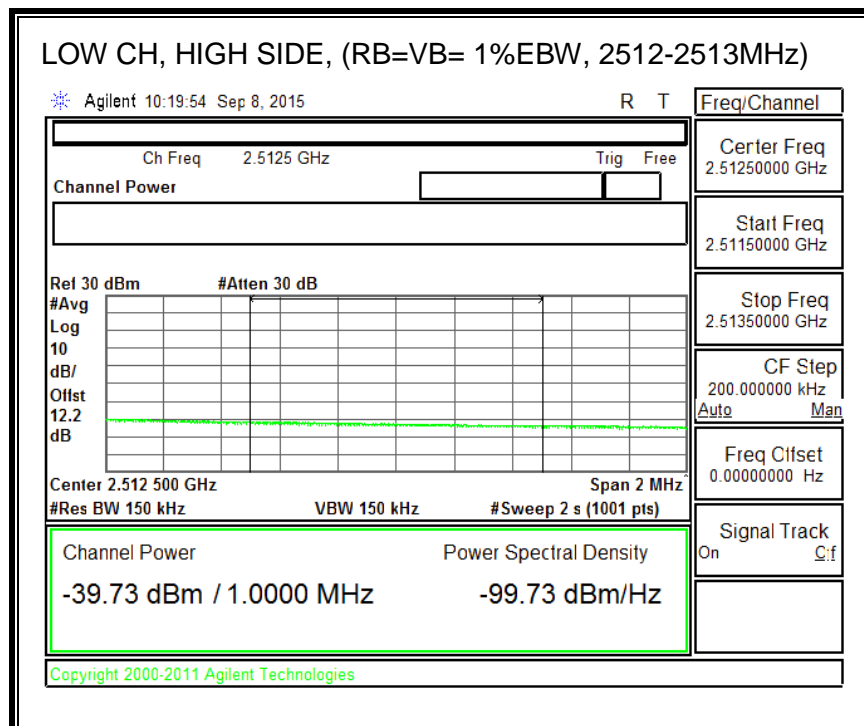 LOW CH, HIGH SIDE, (RB=VB= 1%EBW, 2512-2513MHz)
Agilent 10:19:54 Sep 8, 2015 R T
Freq/Channel
Ch Freq 2.5125 GHz Trig Free
Channel Power
Center Freq
2.51250000 GHz
Start Freq
2.51150000 GHz
Stop Freq
2.51350000 GHz
CF Step
200.000000 kHz
Auto Man
Freq Offset
0.00000000 Hz
Signal Track
On Off
Ref 30 dBm #Atten 30 dB
#Avg
Log
10
dB/
Offst
12.2
dB
Center 2.512 500 GHz Span 2 MHz
#Res BW 150 kHz VBW 150 kHz #Sweep 2 s (1001 pts)
Channel Power Power Spectral Density
-39.73 dBm / 1.0000 MHz -99.73 dBm/Hz
Copyright 2000-2011 Agilent Technologies